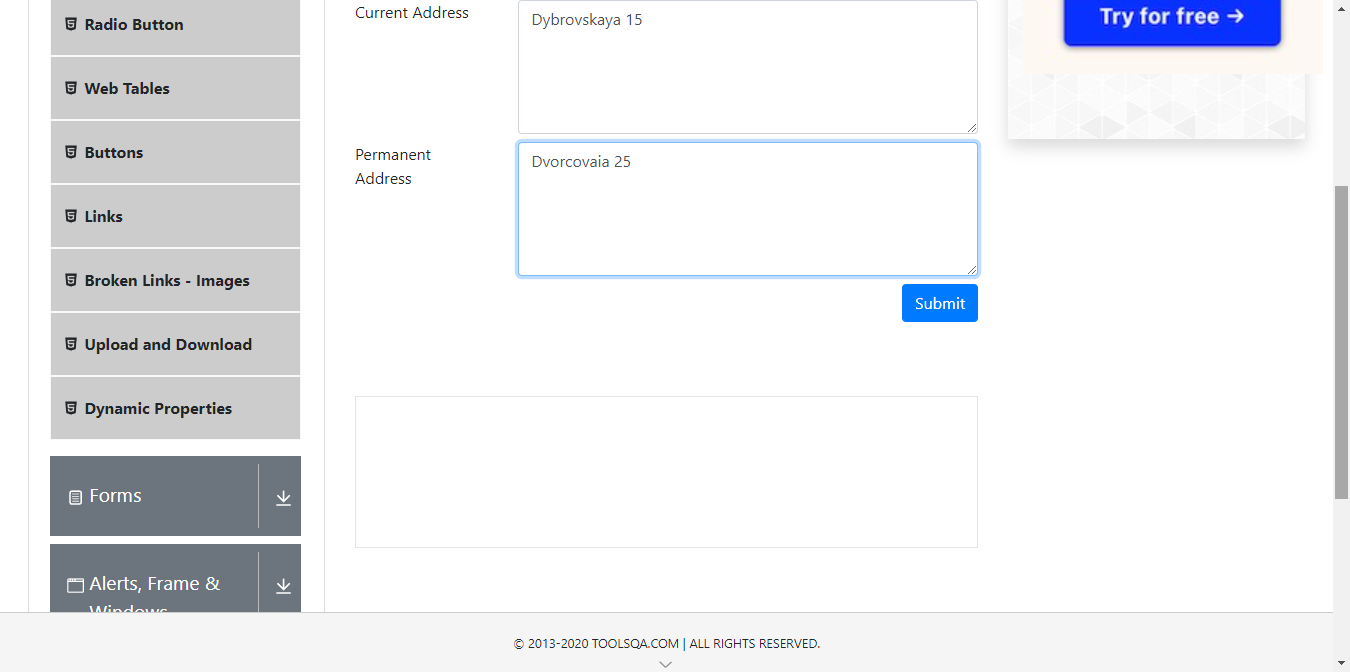 Radio Button
Web Tables
Buttons
Links
Broken Links - Images
Upload and Download
Dynamic Properties
Forms
Alerts, Frame &
Windows
Current Address
Dybrovskaya 15
Permanent
Address
Dvorcovaia 25
Submit
Try for free →
© 2013-2020 TOOLSQA.COM | ALL RIGHTS RESERVED.